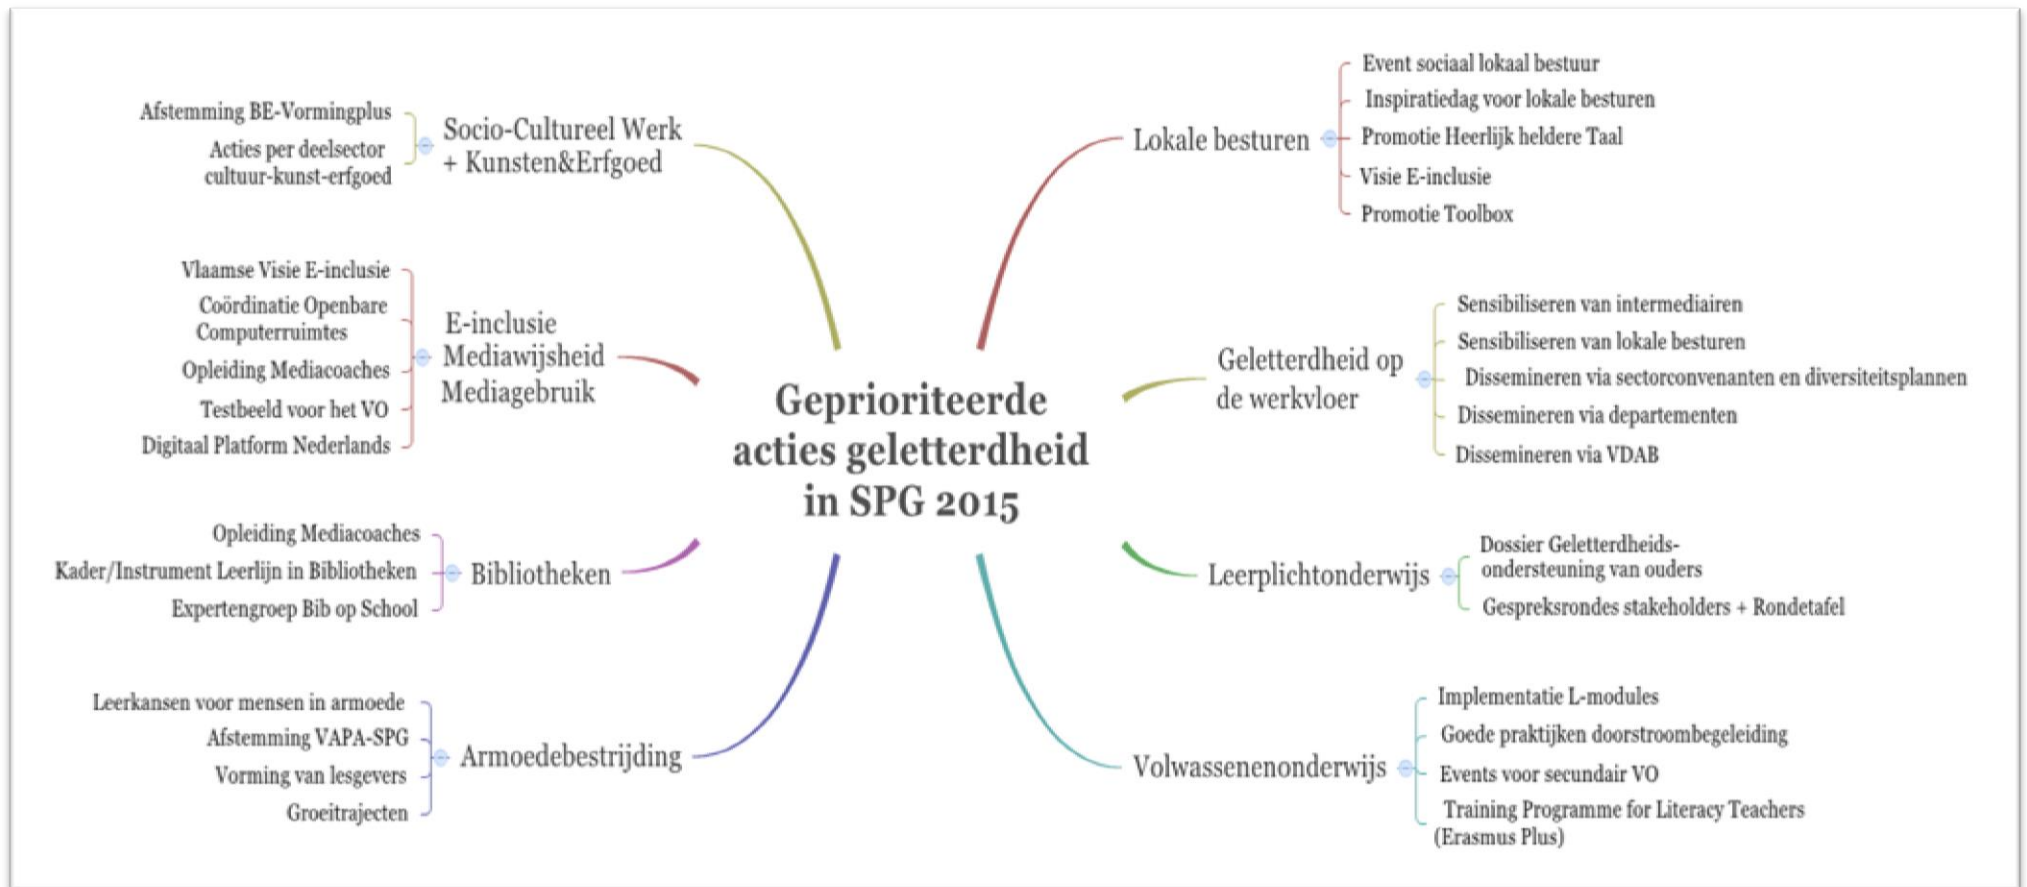 Geprioriteerde
acties geletterdheid
in SPG 2015
Socio-Cultureel Werk
+ Kunsten&Erfgoed
Afstemming BE-Vormingplus
Acties per deelsector
cultuur-kunst-erfgoed
E-inclusie
Mediawijsheid
Mediagebruik
Vlaamse Visie E-inclusie
Coördinatie Openbare
Computerruimtes
Opleiding Mediacoaches
Testbeeld voor het VO
Digitaal Platform Nederlands
Bibliotheken
Opleiding Mediacoaches
Kader/Instrument Leerlijn in Bibliotheken
Expertengroep Bib op School
Armoedebestrijding
Leerkansen voor mensen in armoede
Afstemming VAPA-SPG
Vorming van lesgevers
Groeitrajecten
Lokale besturen
Event sociaal lokaal bestuur
Inspiratiedag voor lokale besturen
Promotie Heerlijk heldere Taal
Visie E-inclusie
Promotie Toolbox
Geletterdheid op
de werkvloer
Sensibiliseren van intermediairen
Sensibiliseren van lokale besturen
Dissemineren via sectorconvenanten en diversiteitsplannen
Dissemineren via departementen
Dissemineren via VDAB
Leerplichtonderwijs
Dossier Geletterdheids-
ondersteuning van ouders
Gespreksrondes stakeholders + Rondetafel
Volwassenenonderwijs
Implementatie L-modules
Goede praktijken doorstroombegeleiding
Events voor secundair VO
Training Programme for Literacy Teachers
(Erasmus Plus)